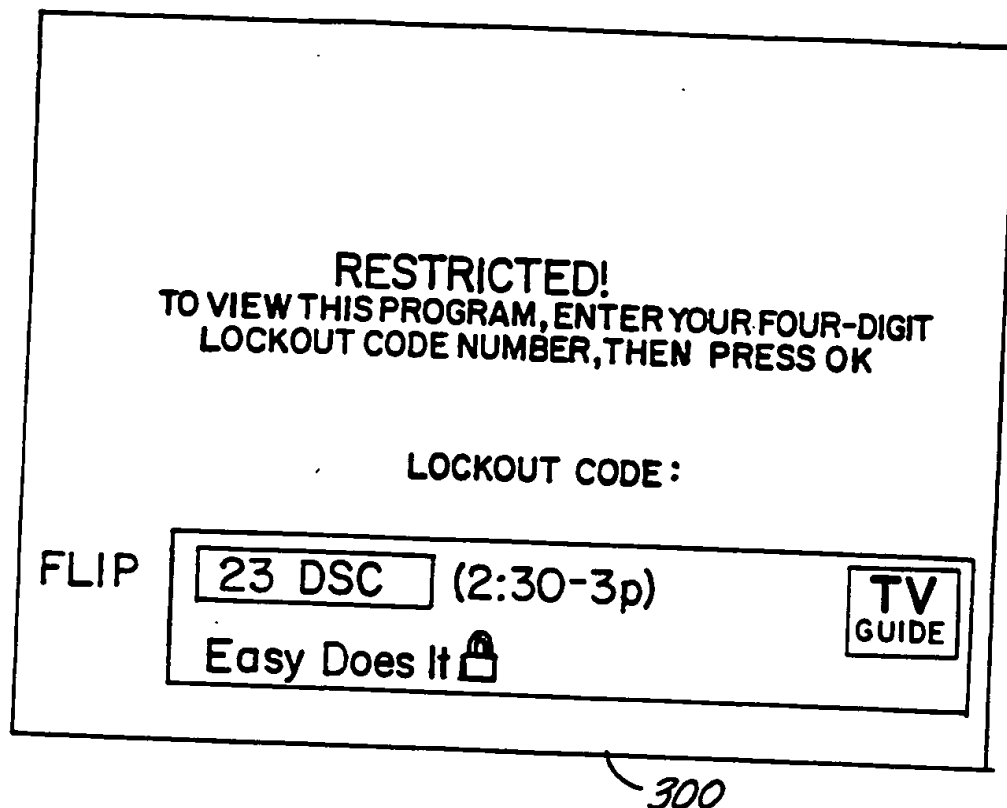 RESTRICTED!
TO VIEW THIS PROGRAM, ENTER YOUR FOUR-DIGIT
LOCKOUT CODE NUMBER, THEN PRESS OK
LOCKOUT CODE:
FLIP
23 DSC (2:30-3p)
TV
GUIDE
Easy Does It
300